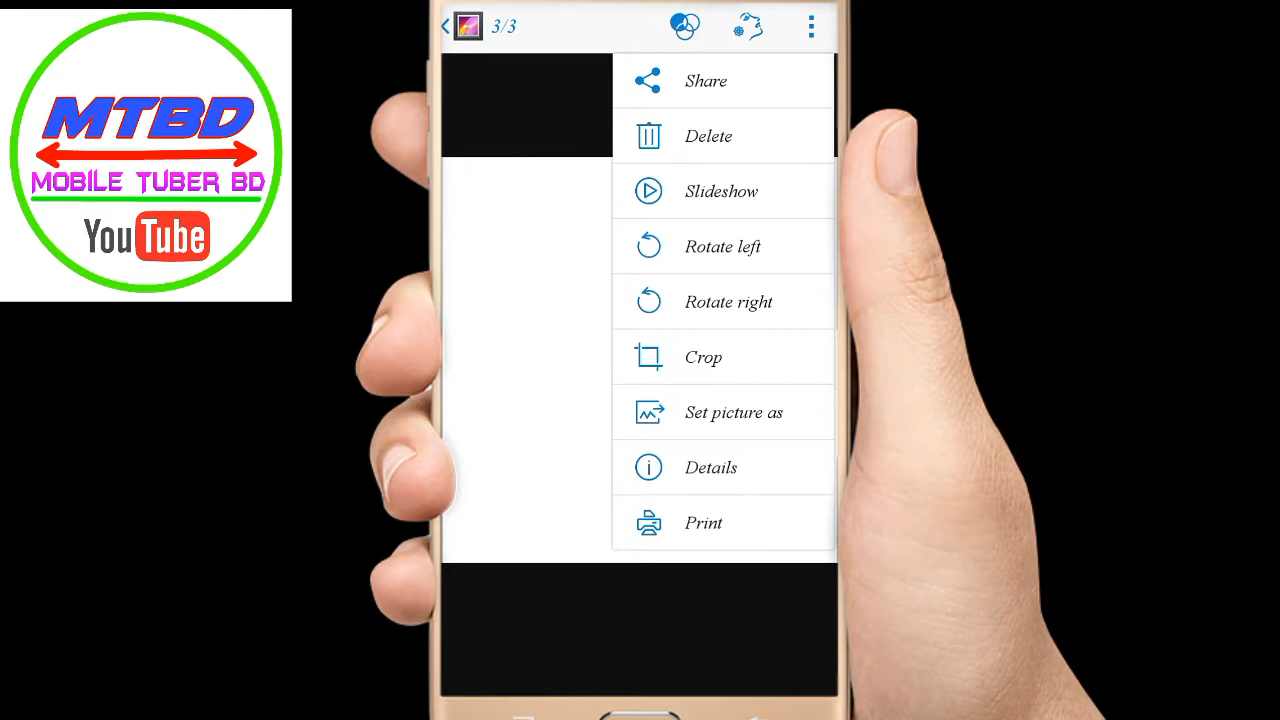 MTBD
MOBILE TUBER BD
YouTube
3/3
Share
Delete
Slideshow
Rotate left
Rotate right
Crop
Set picture as
Details
Print